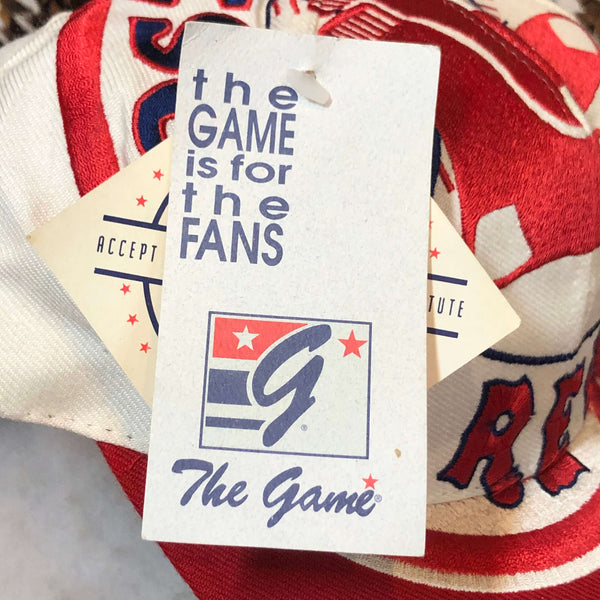 the
GAME
is for
the
FANS
G®
The Game®
ACCEPT
TUTE
RE